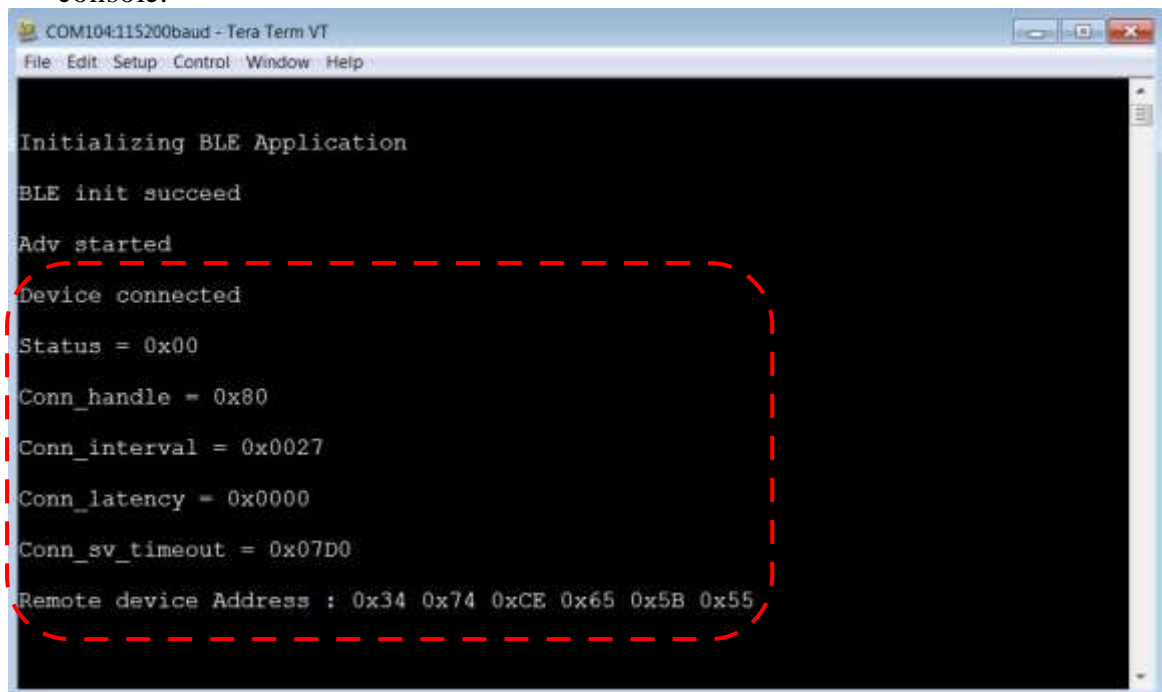 console.
COM104:115200baud - Tera Term VT
File Edit Setup Control Window Help
Initializing BLE Application
BLE init succeed
Adv started
Device connected
Status = 0x00
Conn_handle = 0x80
Conn_interval = 0x0027
Conn_latency = 0x0000
Conn_sv_timeout = 0x07D0
Remote device Address : 0x34 0x74 0xCE 0x65 0x5B 0x55